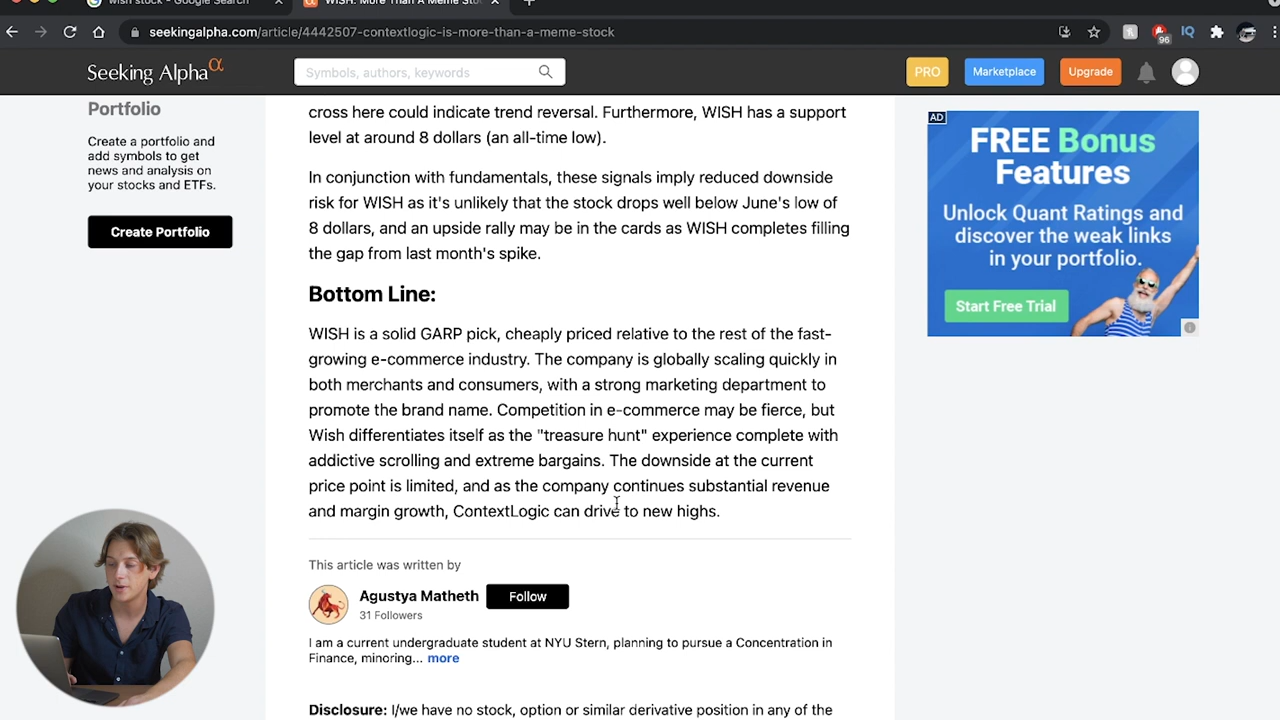 wish stock - Google Search
WISH: More Than A Meme Sto
seekingalpha.com/article/4442507-contextlogic-is-more-than-a-meme-stock
96
IQ
Seeking Alpha α
Symbols, authors, keywords
PRO
Marketplace
Upgrade
Portfolio
Create a portfolio and
add symbols to get
news and analysis on
your stocks and ETFs.
Create Portfolio
cross here could indicate trend reversal. Furthermore, WISH has a support
level at around 8 dollars (an all-time low).
In conjunction with fundamentals, these signals imply reduced downside
risk for WISH as it's unlikely that the stock drops well below June's low of
8 dollars, and an upside rally may be in the cards as WISH completes filling
the gap from last month's spike.
Bottom Line:
WISH is a solid GARP pick, cheaply priced relative to the rest of the fast-
growing e-commerce industry. The company is globally scaling quickly in
both merchants and consumers, with a strong marketing department to
promote the brand name. Competition in e-commerce may be fierce, but
Wish differentiates itself as the "treasure hunt" experience complete with
addictive scrolling and extreme bargains. The downside at the current
price point is limited, and as the company continues substantial revenue
and margin growth, ContextLogic can drive to new highs.
This article was written by
Agustya Matheth
Follow
31 Followers
I am a current undergraduate student at NYU Stern, planning to pursue a Concentration in
Finance, minoring... more
Disclosure: I/we have no stock, option or similar derivative position in any of the
AD
FREE Bonus
Features
Unlock Quant Ratings and
discover the weak links
in your portfolio.
Start Free Trial